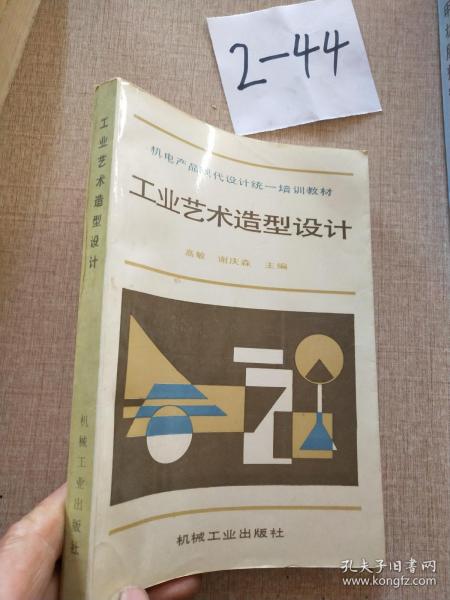 2-44
机电产品现代设计统一培训教材
工业艺术造型设计
高敏 谢庆森 主编
机械工业出版社
工业艺术造型设计
机械工业出版社
孔夫子旧书网
www.kongfz.com